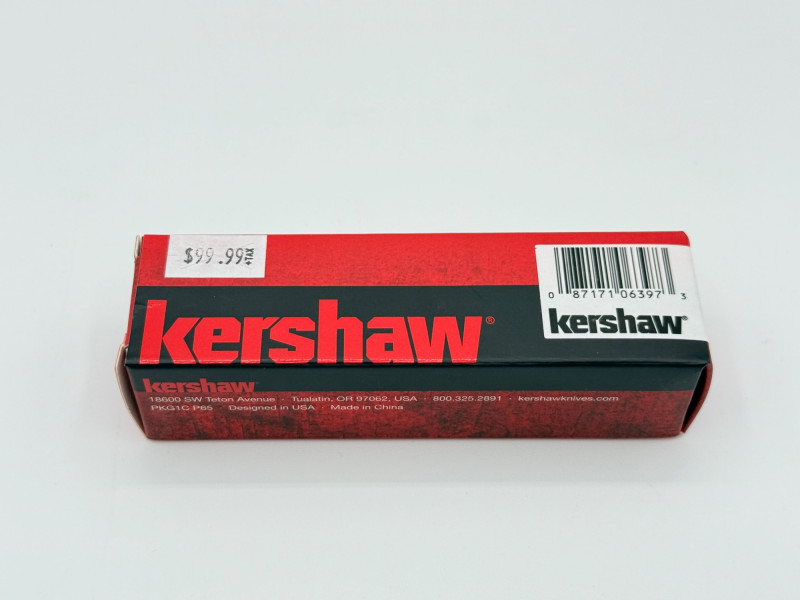 $99.99 +TAX
0 87171 06397 3
kershaw
kershaw®
kershaw
18600 SW Teton Avenue · Tualatin, OR 97062, USA · 800.325.2891 · kershawknives.com
PKG1C P65 · Designed in USA · Made in China